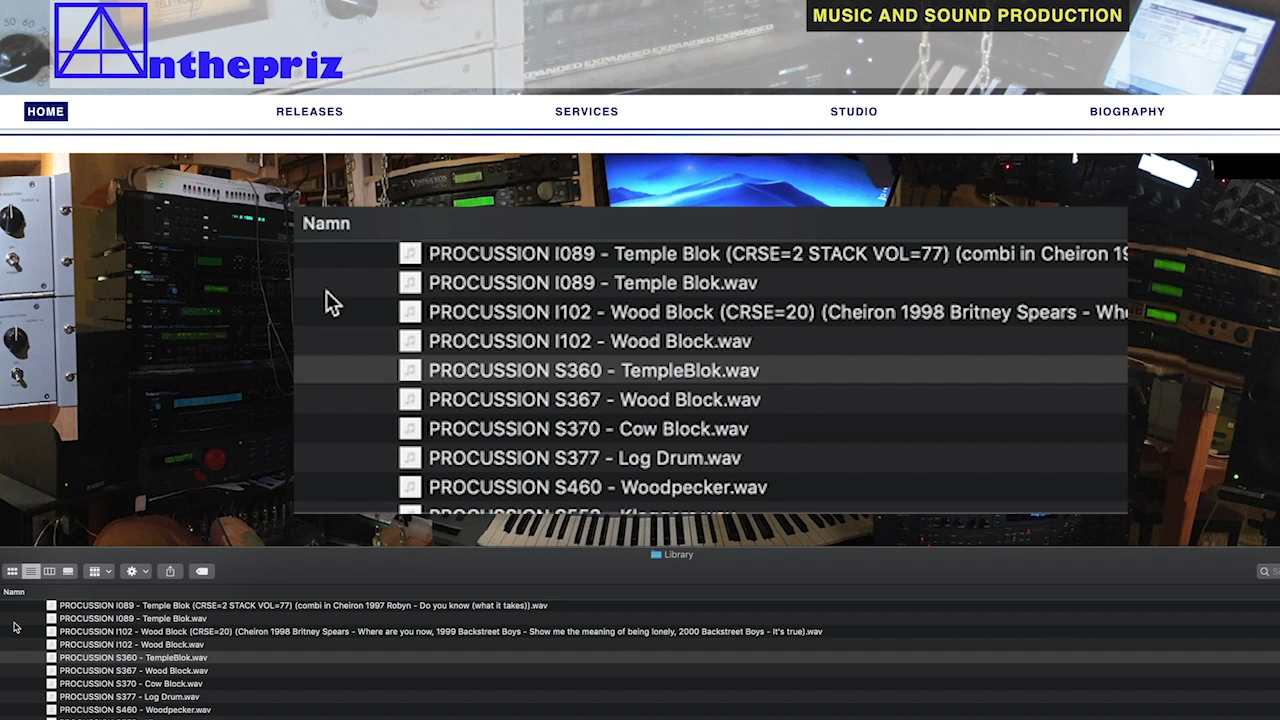 MUSIC AND SOUND PRODUCTION
Anthepriz
HOME RELEASES SERVICES STUDIO BIOGRAPHY
Namn
PROCUSSION I089 - Temple Blok (CRSE=2 STACK VOL=77) (combi in Cheiron 19
PROCUSSION I089 - Temple Blok.wav
PROCUSSION I102 - Wood Block (CRSE=20) (Cheiron 1998 Britney Spears - Whe
PROCUSSION I102 - Wood Block.wav
PROCUSSION S360 - TempleBlok.wav
PROCUSSION S367 - Wood Block.wav
PROCUSSION S370 - Cow Block.wav
PROCUSSION S377 - Log Drum.wav
PROCUSSION S460 - Woodpecker.wav
Library
Namn
PROCUSSION I089 - Temple Blok (CRSE=2 STACK VOL=77) (combi in Cheiron 1997 Robyn - Do you know (what it takes)).wav
PROCUSSION I089 - Temple Blok.wav
PROCUSSION I102 - Wood Block (CRSE=20) (Cheiron 1998 Britney Spears - Where are you now, 1999 Backstreet Boys - Show me the meaning of being lonely, 2000 Backstreet Boys - It's true).wav
PROCUSSION I102 - Wood Block.wav
PROCUSSION S360 - TempleBlok.wav
PROCUSSION S367 - Wood Block.wav
PROCUSSION S370 - Cow Block.wav
PROCUSSION S377 - Log Drum.wav
PROCUSSION S460 - Woodpecker.wav